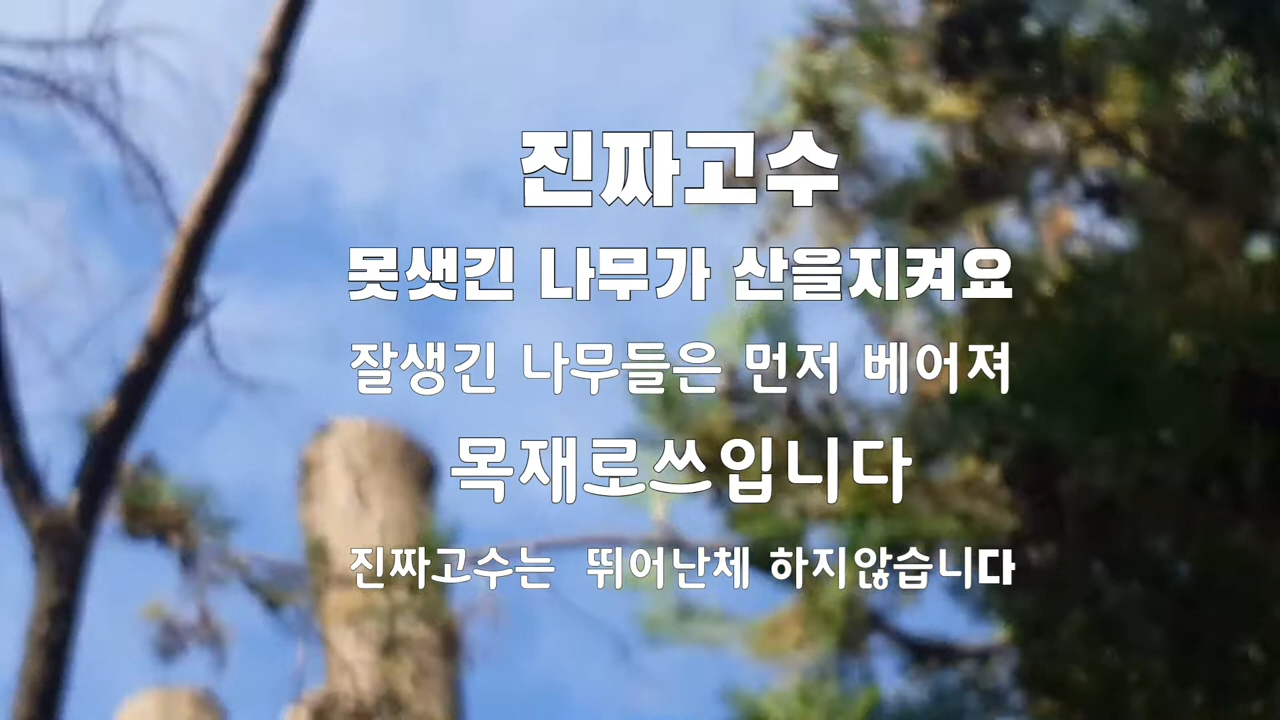 진짜고수
못샛긴 나무가 산을지켜요
잘생긴 나무들은 먼저 베어져
목재로쓰입니다
진짜고수는 뛰어난체 하지않습니다